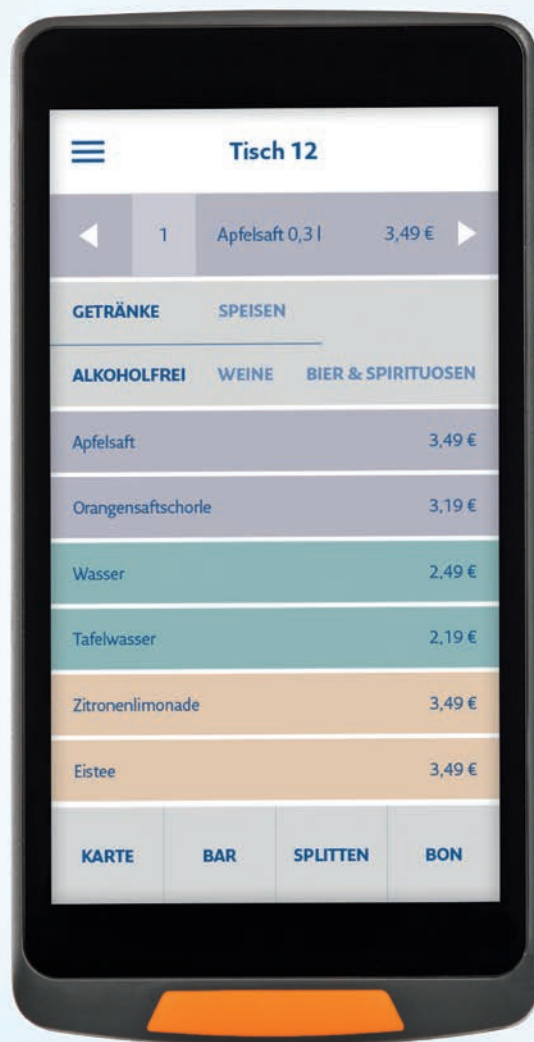 Tisch 12
1 Apfelsaft 0,3 l 3,49 €
GETRÄNKE SPEISEN
ALKOHOLFREI WEINE BIER & SPIRITUOSEN
Apfelsaft 3,49 €
Orangensaftschorle 3,19 €
Wasser 2,49 €
Tafelwasser 2,19 €
Zitronenlimonade 3,49 €
Eistee 3,49 €
KARTE BAR SPLITTEN BON